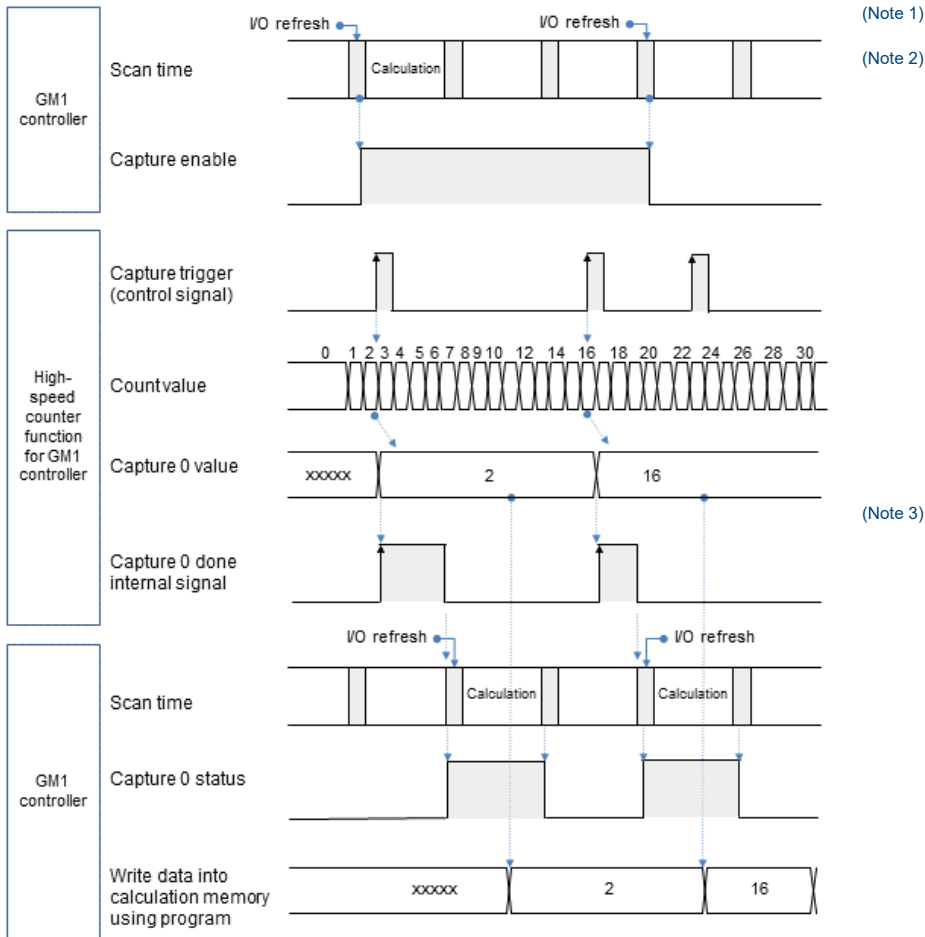 I/O refresh
I/O refresh
(Note 1)
GM1
controller
Scan time
Calculation
(Note 2)
Capture enable
High-
speed
counter
function
for GM1
controller
Capture trigger
(control signal)
0 1 2 3 4 5 6 7 8 9 10 12 14 16 18 20 22 24 26 28 30
Countvalue
Capture 0 value
xxxxx
2
16
(Note 3)
Capture 0 done
internal signal
GM1
controller
I/O refresh
I/O refresh
Scan time
Calculation
Calculation
Capture 0 status
Write data into
calculation memory
using program
xxxxx
2
16